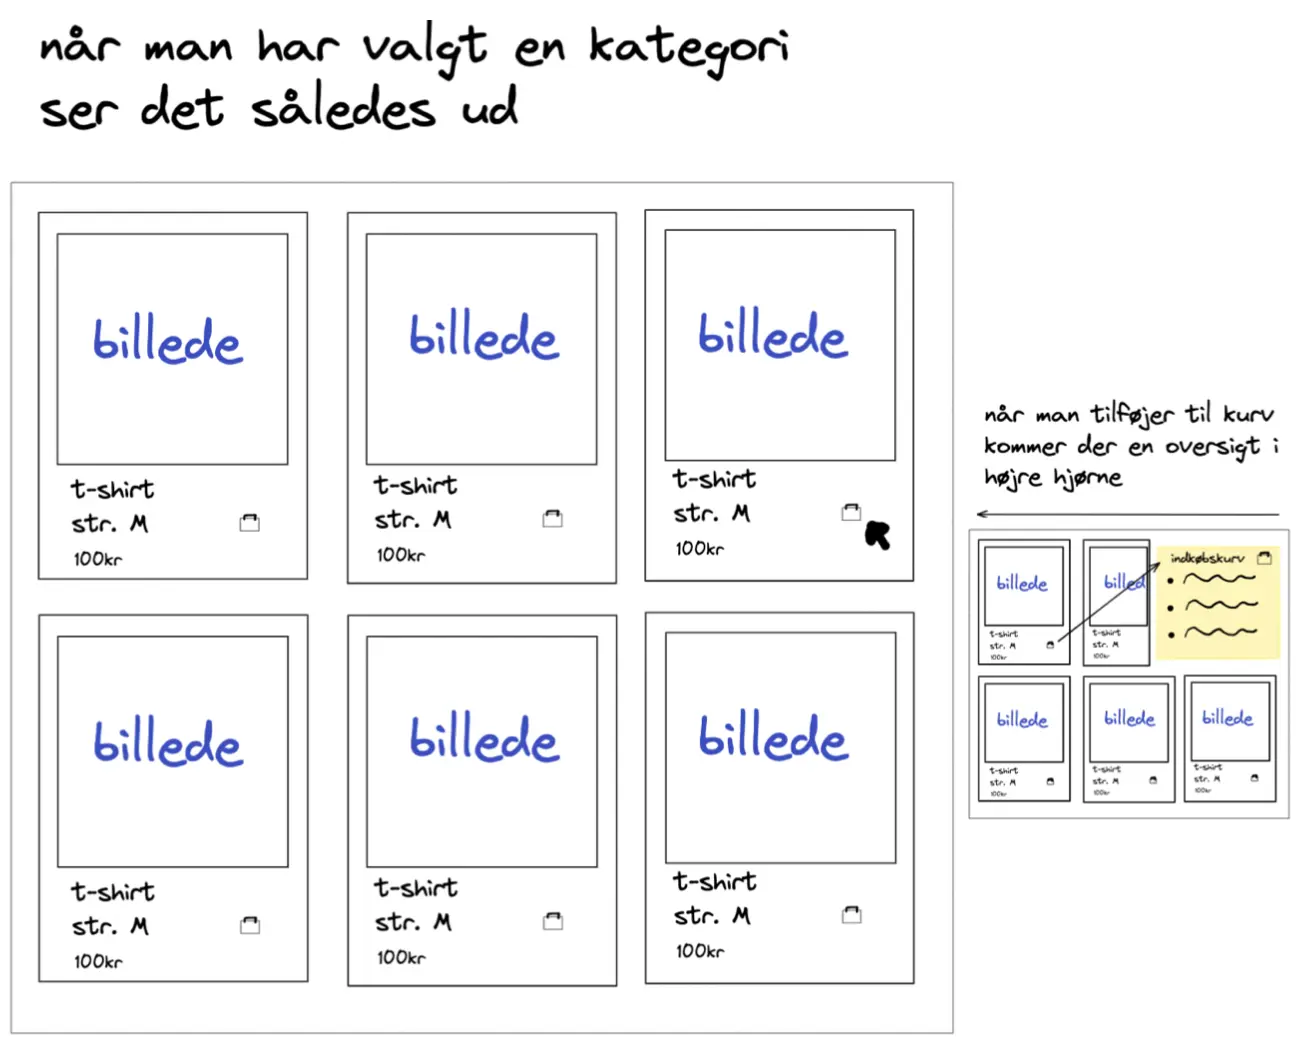 når man har valgt en kategori
ser det således ud
billede
t-shirt
str. M
100kr
billede
t-shirt
str. M
100kr
billede
t-shirt
str. M
100kr
billede
t-shirt
str. M
100kr
billede
t-shirt
str. M
100kr
billede
t-shirt
str. M
100kr
når man tilføjer til kurv
kommer der en oversigt i
højre hjørne
billede
t-shirt
str. M
100kr
billed
t-shirt
str. M
100kr
indkøbskurv
billede
t-shirt
str. M
100kr
billede
t-shirt
str. M
100kr
billede
t-shirt
str. M
100kr